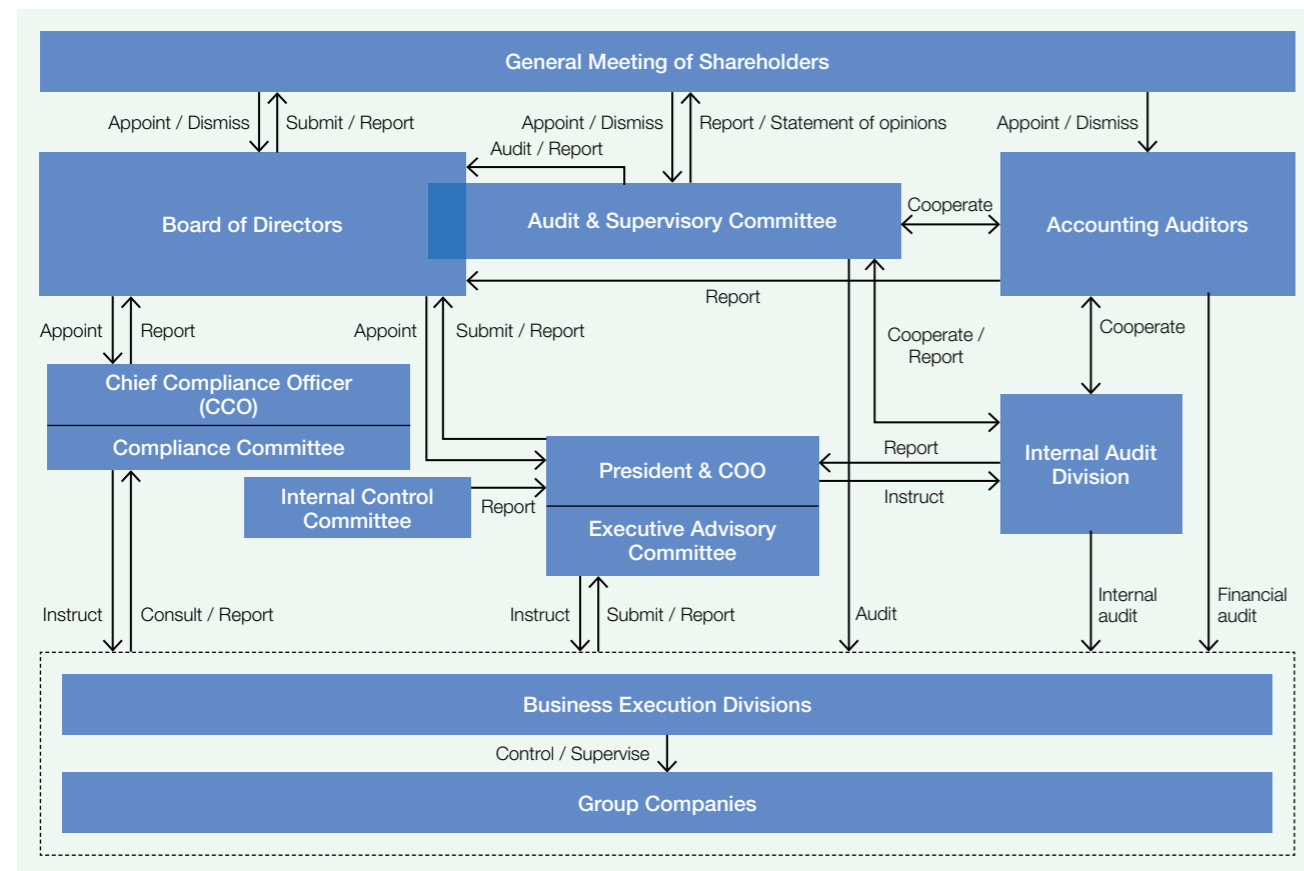 General Meeting of Shareholders
Appoint / Dismiss
Submit / Report
Appoint / Dismiss
Report / Statement of opinions
Appoint / Dismiss
Audit / Report
Board of Directors
Audit & Supervisory Committee
Cooperate
Accounting Auditors
Report
Appoint
Report
Appoint
Submit / Report
Cooperate /
Report
Cooperate
Chief Compliance Officer
(CCO)
Compliance Committee
Internal Control
Committee
Report
President & COO
Executive Advisory
Committee
Report
Instruct
Internal Audit
Division
Instruct
Consult / Report
Instruct
Submit / Report
Audit
Internal
audit
Financial
audit
Business Execution Divisions
Control / Supervise
Group Companies